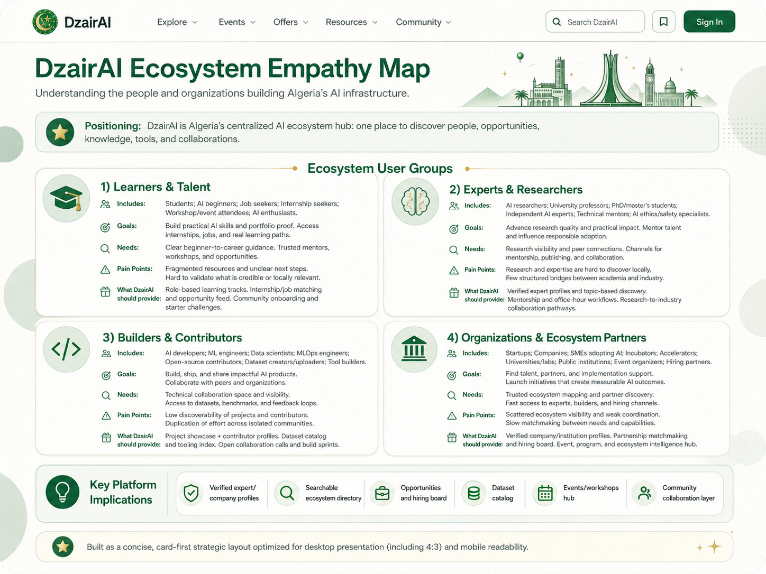 DzairAI
Explore
Events
Offers
Resources
Community
Search DzairAI
Sign In
DzairAI Ecosystem Empathy Map
Understanding the people and organizations building Algeria's AI infrastructure.
Positioning: DzairAI is Algeria's centralized AI ecosystem hub: one place to discover people, opportunities,
knowledge, tools, and collaborations.
Ecosystem User Groups
1) Learners & Talent
Includes: Students; AI beginners; Job seekers; Internship seekers;
Workshop/event attendees; AI enthusiasts.
Goals: Build practical AI skills and portfolio proof. Access
internships, jobs, and real learning paths.
Needs: Clear beginner-to-career guidance. Trusted mentors,
workshops, and opportunities.
Pain Points: Fragmented resources and unclear next steps.
Hard to validate what is credible or locally relevant.
What DzairAI should provide: Role-based learning tracks. Internship/job matching
and opportunity feed. Community onboarding and
starter challenges.
2) Experts & Researchers
Includes: AI researchers; University professors; PhD/master's students;
Independent AI experts; Technical mentors; AI ethics/safety specialists.
Goals: Advance research quality and practical impact. Mentor talent
and influence responsible adoption.
Needs: Research visibility and peer connections. Channels for
mentorship, publishing, and collaboration.
Pain Points: Research and expertise are hard to discover locally.
Few structured bridges between academia and industry.
What DzairAI should provide: Verified expert profiles and topic-based discovery.
Mentorship and office-hour workflows. Research-to-industry
collaboration pathways.
3) Builders & Contributors
Includes: AI developers; ML engineers; Data scientists; MLOps engineers;
Open-source contributors; Dataset creators/uploaders; Tool builders.
Goals: Build, ship, and share impactful AI products.
Collaborate with peers and organizations.
Needs: Technical collaboration space and visibility.
Access to datasets, benchmarks, and feedback loops.
Pain Points: Low discoverability of projects and contributors.
Duplication of effort across isolated communities.
What DzairAI should provide: Project showcase + contributor profiles. Dataset catalog
and tooling index. Open collaboration calls and build sprints.
4) Organizations & Ecosystem Partners
Includes: Startups; Companies; SMEs adopting AI; Incubators; Accelerators;
Universities/labs; Public institutions; Event organizers; Hiring partners.
Goals: Find talent, partners, and implementation support.
Launch initiatives that create measurable AI outcomes.
Needs: Trusted ecosystem mapping and partner discovery.
Fast access to experts, builders, and hiring channels.
Pain Points: Scattered ecosystem visibility and weak coordination.
Slow matchmaking between needs and capabilities.
What DzairAI should provide: Verified company/institution profiles. Partnership matchmaking
and hiring board. Event, program, and ecosystem intelligence hub.
Key Platform
Implications
Verified expert/
company profiles
Searchable
ecosystem directory
Opportunities
and hiring board
Dataset
catalog
Events/workshops
hub
Community
collaboration layer
Built as a concise, card-first strategic layout optimized for desktop presentation (including 4:3) and mobile readability.